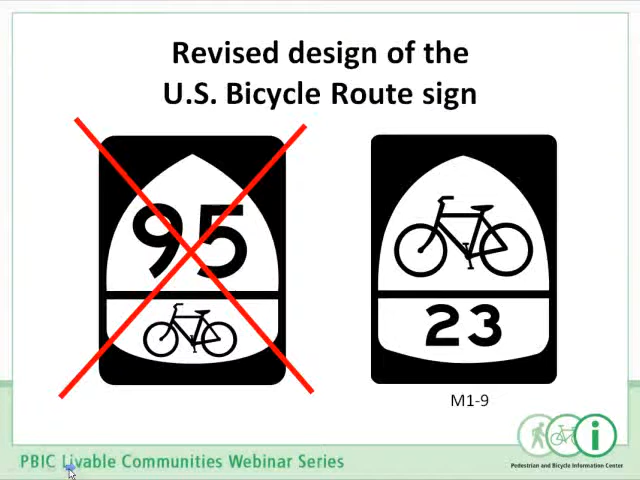 Revised design of the
U.S. Bicycle Route sign
95
23
M1-9
i
Pedestrian and Bicycle Information Center
PBIC Livable Communities Webinar Series